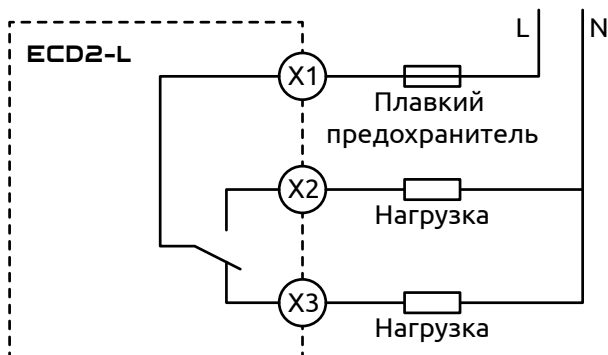 L N
ECD2-L
X1
Плавкий
предохранитель
X2
Нагрузка
X3
Нагрузка